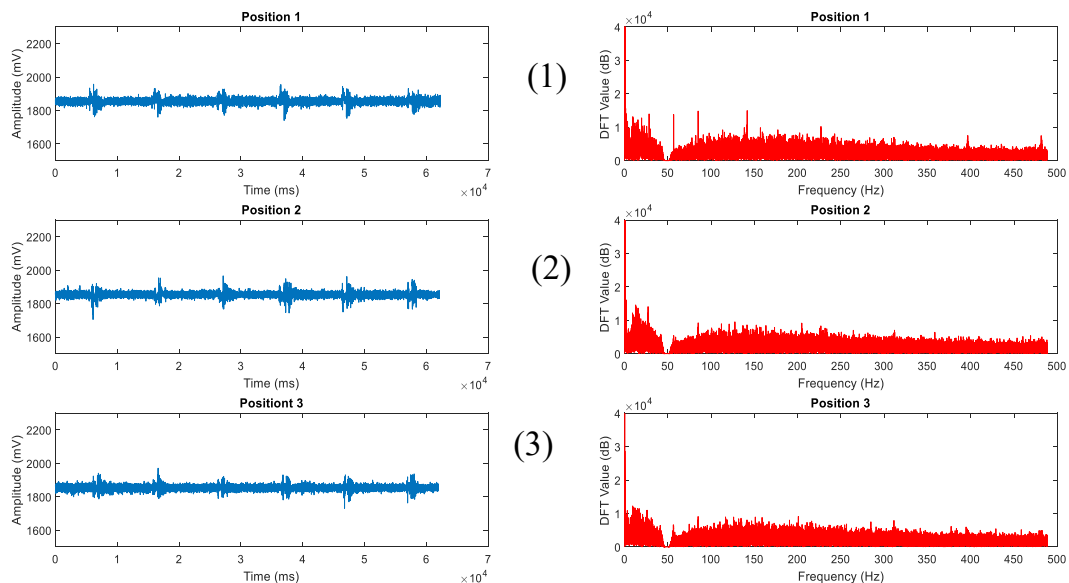 Position 1
2200
2000
1800
1600
Amplitude (mV)
0 1 2 3 4 5 6 7
Time (ms)
×10^4
(1)
Position 1
×10^4
4
3
2
1
0
DFT Value (dB)
0 50 100 150 200 250 300 350 400 450 500
Frequency (Hz)
Position 2
2200
2000
1800
1600
Amplitude (mV)
0 1 2 3 4 5 6 7
Time (ms)
×10^4
(2)
Position 2
×10^4
4
3
2
1
0
DFT Value (dB)
0 50 100 150 200 250 300 350 400 450 500
Frequency (Hz)
Positiont 3
2200
2000
1800
1600
Amplitude (mV)
0 1 2 3 4 5 6 7
Time (ms)
×10^4
(3)
Position 3
×10^4
4
3
2
1
0
DFT Value (dB)
0 50 100 150 200 250 300 350 400 450 500
Frequency (Hz)